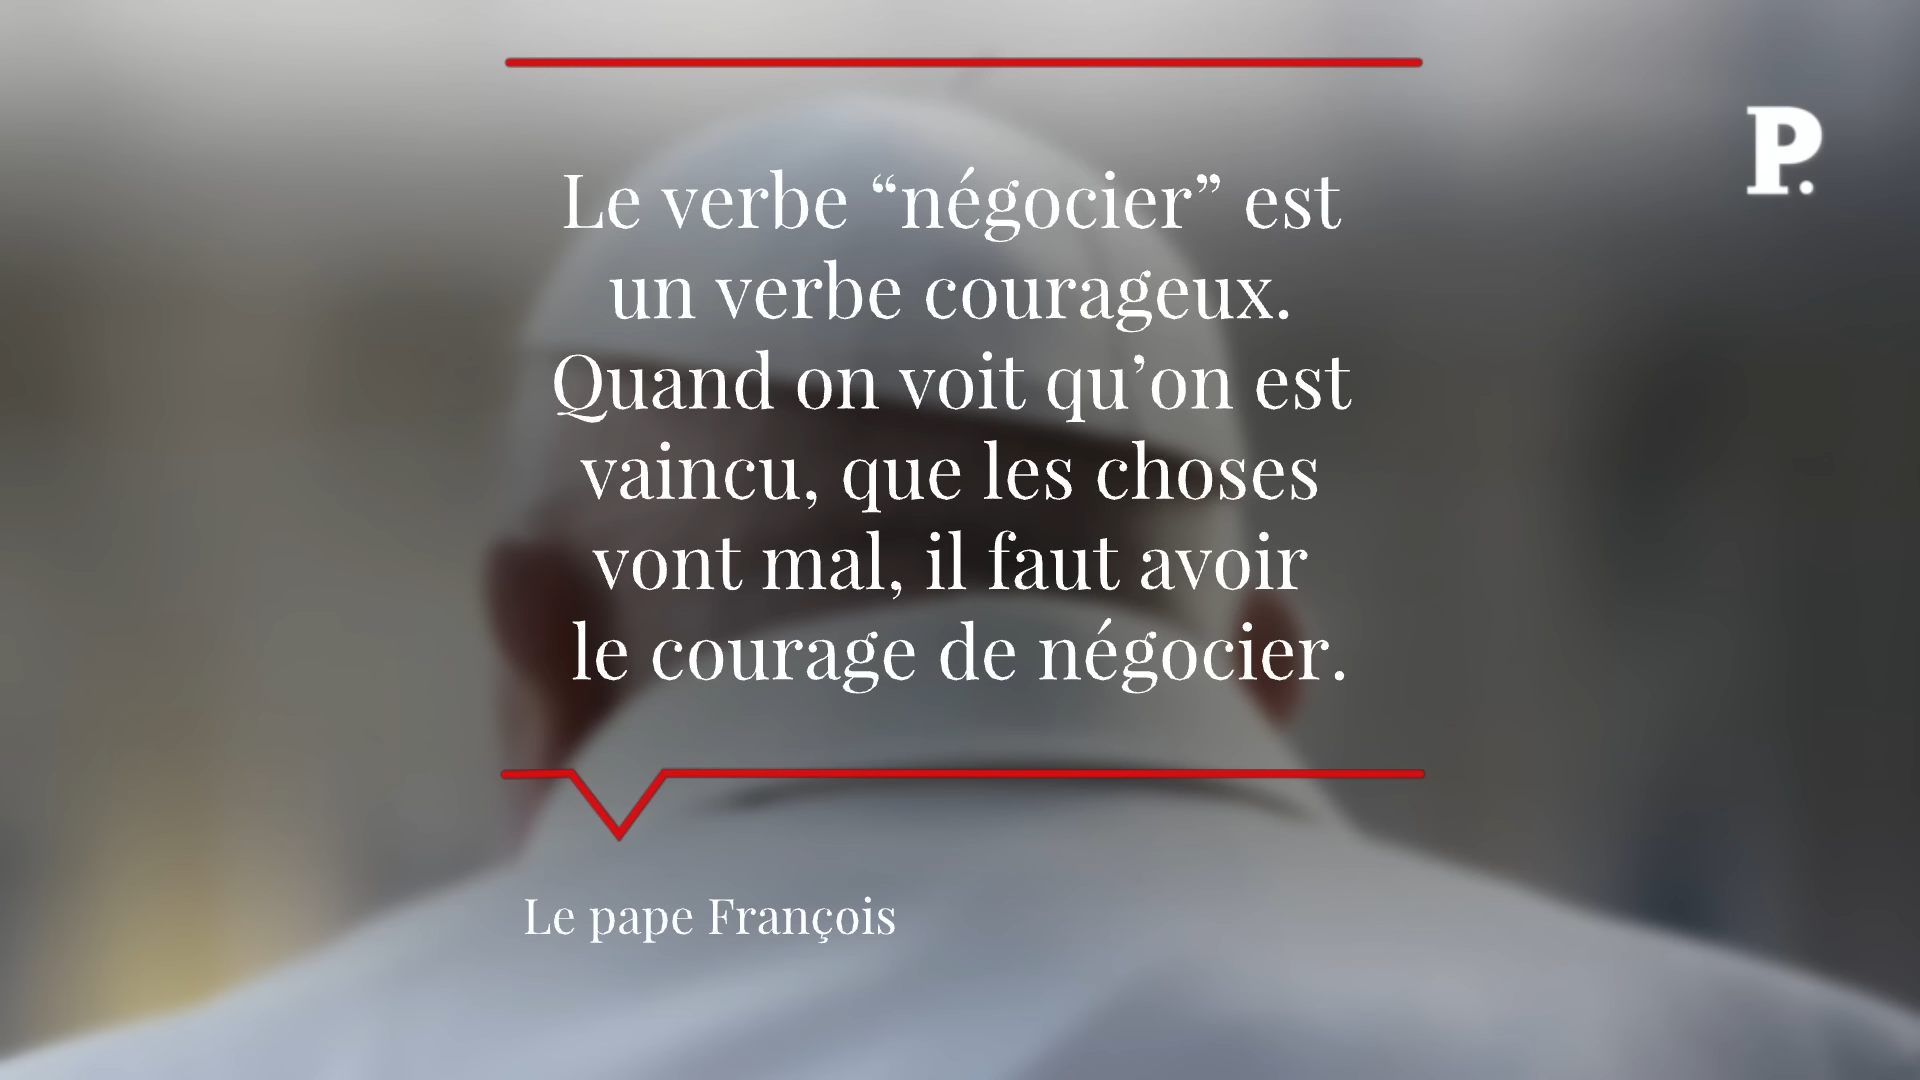 P.
Le verbe “négocier” est
un verbe courageux.
Quand on voit qu’on est
vaincu, que les choses
vont mal, il faut avoir
le courage de négocier.
Le pape François